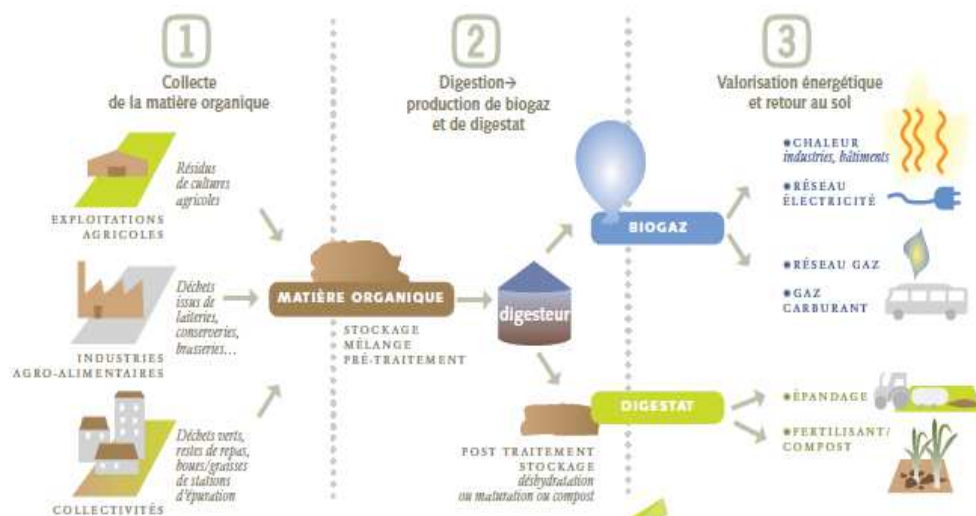 1
Collecte
de la matière organique
Résidus
de cultures
agricoles
EXPLOITATIONS
AGRICOLES
Déchets
issus de
laiteries,
conserveries,
brasseries...
INDUSTRIES
AGRO-ALIMENTAIRES
Déchets verts,
restes de repas,
boues/graisses
de stations
d'épuration
COLLECTIVITÉS
2
Digestion→
production de biogaz
et de digestat
MATIÈRE ORGANIQUE
STOCKAGE
MÉLANGE
PRÉ-TRAITEMENT
digesteur
BIOGAZ
DIGESTAT
POST TRAITEMENT
STOCKAGE
déshydratation
ou maturation ou compost
3
Valorisation énergétique
et retour au sol
CHALEUR
industries, bâtiments
RÉSEAU
ÉLECTRICITÉ
RÉSEAU GAZ
GAZ
CARBURANT
ÉPANDAGE
FERTILISANT/
COMPOST